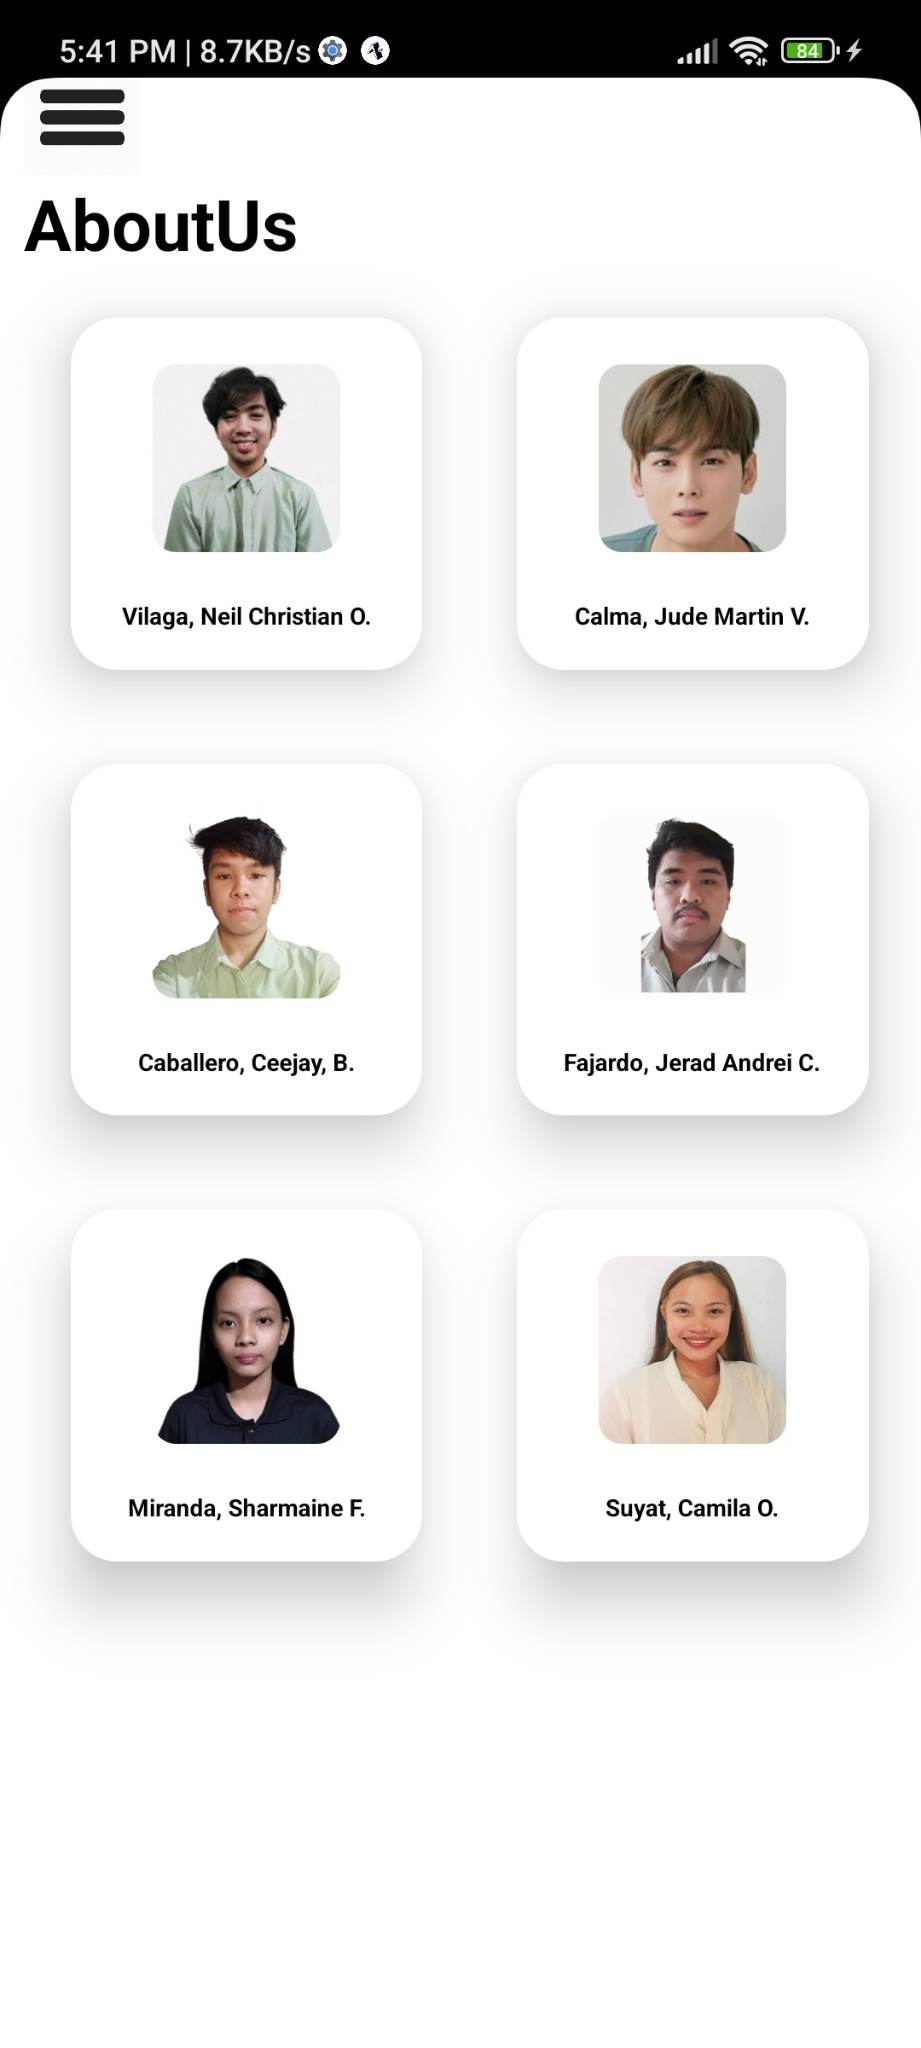 5:41 PM | 8.7KB/s 84
AboutUs
Vilaga, Neil Christian O.
Calma, Jude Martin V.
Caballero, Ceejay, B.
Fajardo, Jerad Andrei C.
Miranda, Sharmaine F.
Suyat, Camila O.